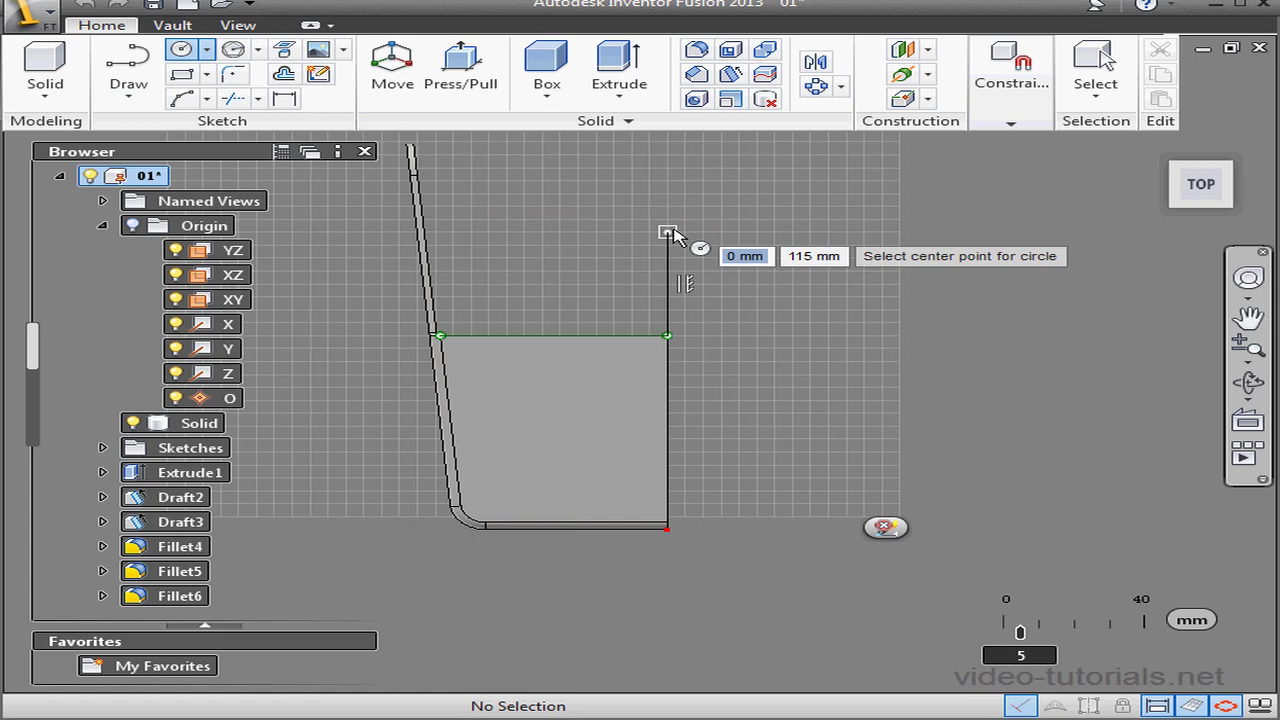 Autodesk Inventor Fusion 2013 01*
FT
Home Vault View
Solid
Draw
Move
Press/Pull
Box
Extrude
Constrai...
Select
Modeling
Sketch
Solid
Construction
Selection
Edit
Browser
01*
Named Views
Origin
YZ
XZ
XY
X
Y
Z
O
Solid
Sketches
Extrude1
Draft2
Draft3
Fillet4
Fillet5
Fillet6
Favorites
My Favorites
TOP
0 mm 115 mm Select center point for circle
0 40
mm
5
video-tutorials.net
No Selection